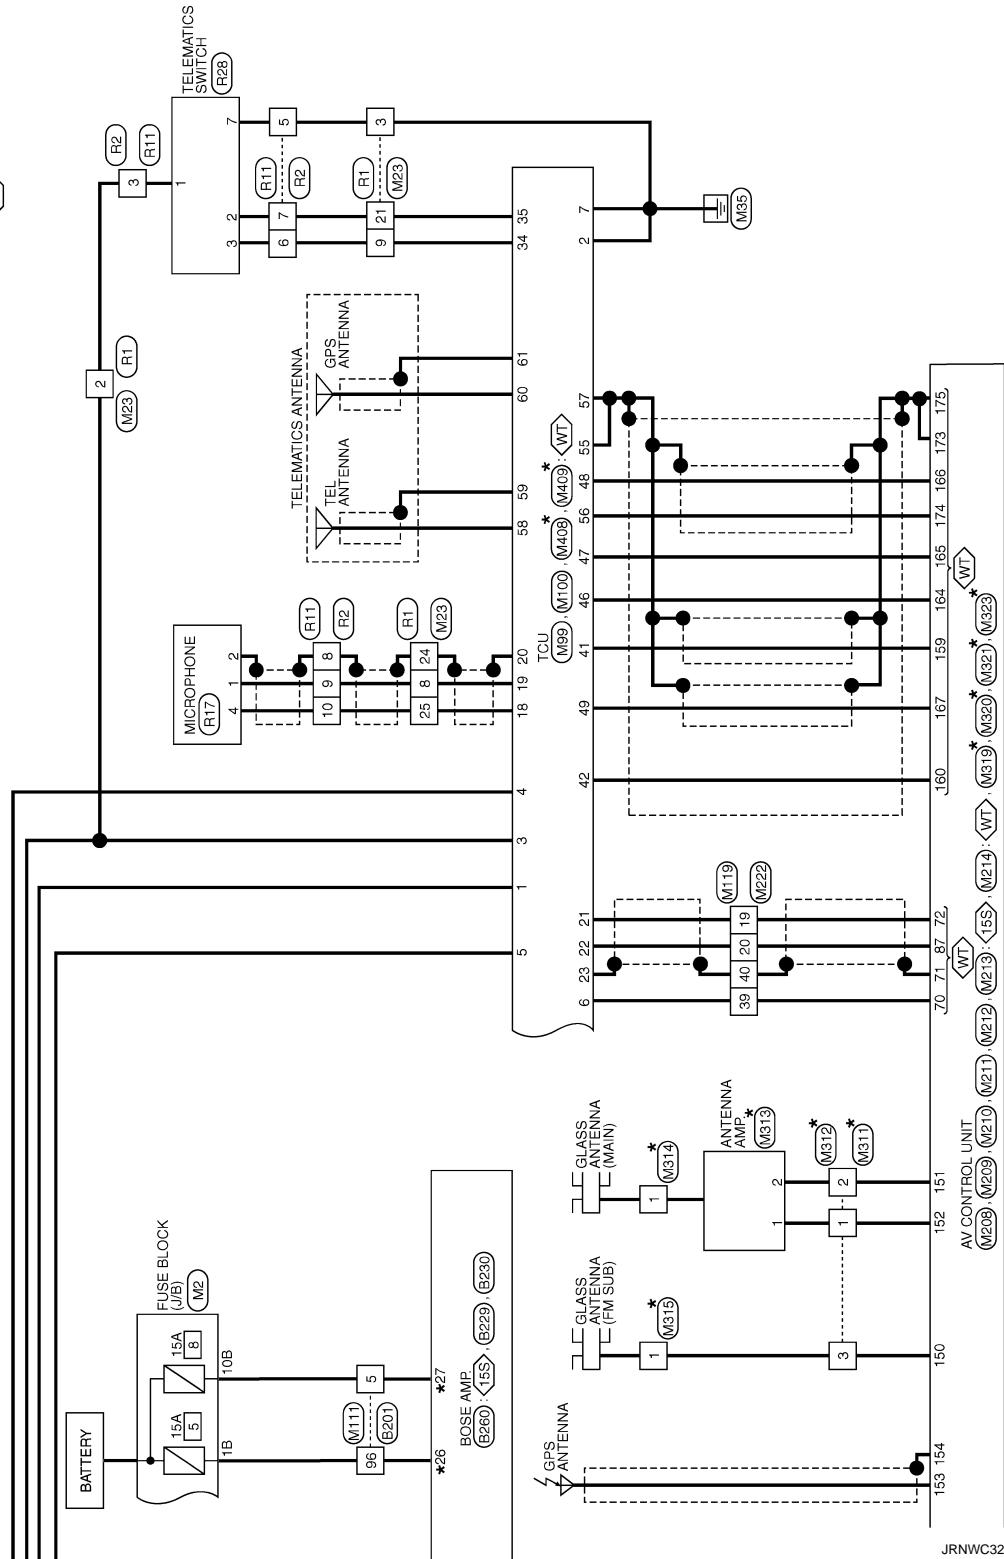 BATTERY
FUSE BLOCK
(J/B)
M2
15A
5
15A
8
1B
10B
M111
B201
96
5
*26
*27
BOSE AMP.
B260 : 15S , B229 , B230
5
1
3
4
2
M23
R1
3
R2
R11
TELEMATICS
SWITCH
R28
1
3
2
7
R11
R2
6
7
5
R1
M23
9
21
3
MICROPHONE
R17
4
1
2
10
9
8
R11
R2
25
8
24
R1
M23
18
19
20
TELEMATICS ANTENNA
TEL
ANTENNA
GPS
ANTENNA
58
59
60
61
34
35
TCU
M99 , M100 , M408* , M409* : WT
6
23
22
21
42
49
41
46
47
56
48
55
57
2
7
M35
39
40
20
19
M119
M222
GPS
ANTENNA
GLASS
ANTENNA
(FM SUB)
1
*
M315
GLASS
ANTENNA
(MAIN)
1
*
M314
ANTENNA
AMP.
*
M313
1
2
3
1
2
*
M312
*
M311
153
154
150
152
151
70
71
87
72
WT
160
167
159
164
165
174
166
173
175
WT
AV CONTROL UNIT
M208 , M209 , M210 , M211 , M212 , M213 : 15S , M214 : WT , M319* , M320* , M321* , M323*
JRNWC32